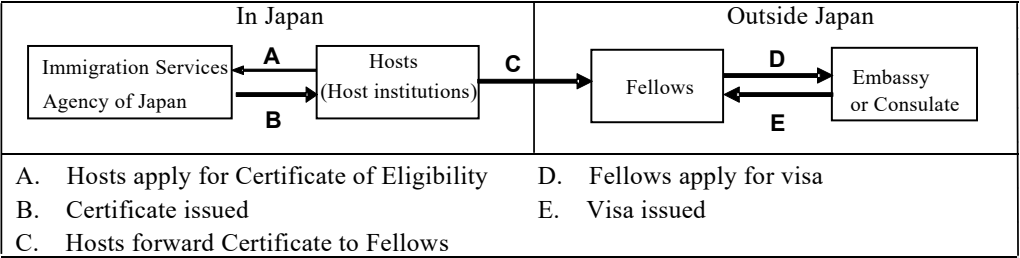 In Japan
Outside Japan
Immigration Services
Agency of Japan
A
B
Hosts
(Host institutions)
C
Fellows
D
E
Embassy
or Consulate
A. Hosts apply for Certificate of Eligibility
B. Certificate issued
C. Hosts forward Certificate to Fellows
D. Fellows apply for visa
E. Visa issued